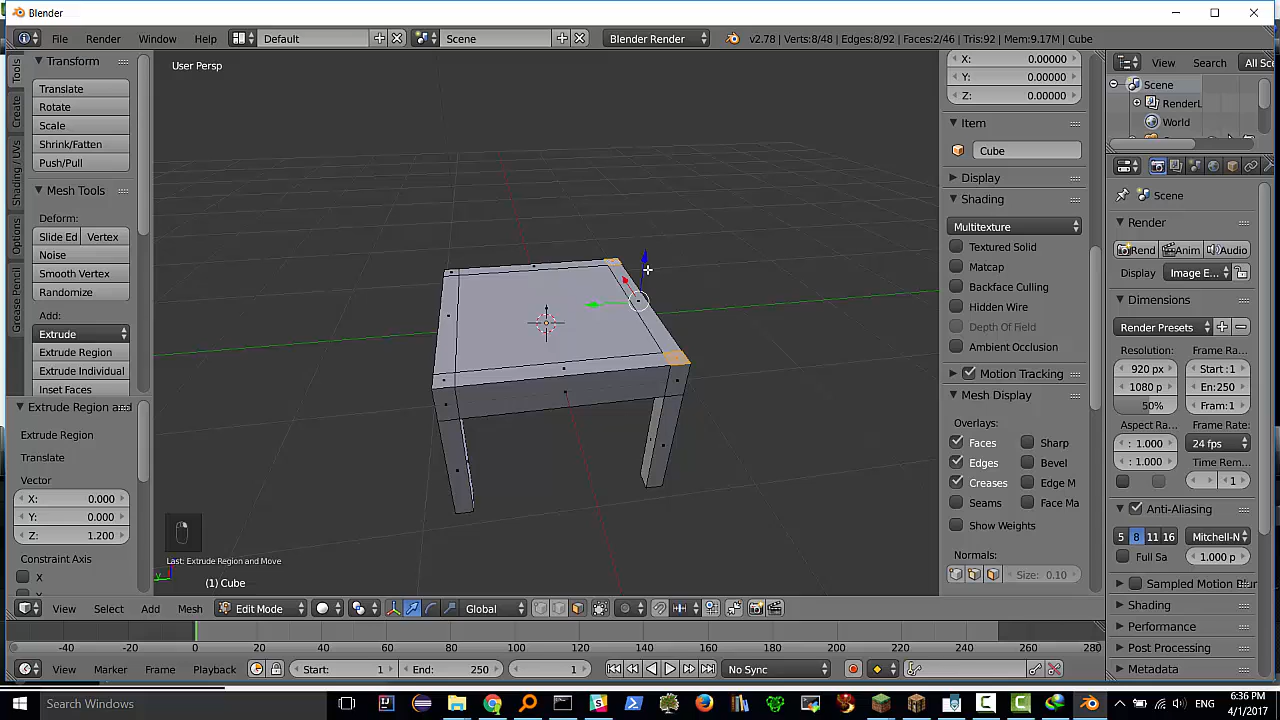 Blender
File Render Window Help Default Scene Blender Render v2.78 | Verts:8/48 | Edges:8/92 | Faces:2/46 | Tris:92 | Mem:9.17M | Cube
Tools
Create
Shading / UVs
Options
Grease Pencil
Transform
Translate
Rotate
Scale
Shrink/Fatten
Push/Pull
Mesh Tools
Deform:
Slide Ed Vertex
Noise
Smooth Vertex
Randomize
Add:
Extrude
Extrude Region
Extrude Individual
Inset Faces
Extrude Region and
Extrude Region
Translate
Vector
X: 0.000
Y: 0.000
Z: 1.200
Constraint Axis
X
User Persp
Last: Extrude Region and Move
(1) Cube
X: 0.00000
Y: 0.00000
Z: 0.00000
Item
Cube
Display
Shading
Multitexture
Textured Solid
Matcap
Backface Culling
Hidden Wire
Depth Of Field
Ambient Occlusion
Motion Tracking
Mesh Display
Overlays:
Faces Sharp
Edges Bevel
Creases Edge M
Seams Face Ma
Show Weights
Normals:
Size: 0.10
View Search All Sc
Scene
RenderL
World
Scene
Render
Rend Anim Audio
Display Image E...
Dimensions
Render Presets
Resolution: Frame Ra
920 px Start :1
1080 p En:250
50% Fram:1
Aspect Ra Frame Rate:
: 1.000 24 fps
: 1.000 Time Rem...
1
Anti-Aliasing
5 8 11 16 Mitchell-N
Full Sa 1.000 p
Sampled Motion Blur
Shading
Performance
Post Processing
Metadata
View Select Add Mesh Edit Mode Global
-40 -20 0 20 40 60 80 100 120 140 160 180 200 220 240 260 280
View Marker Frame Playback Start: 1 End: 250 1 No Sync
Search Windows
ENG
6:36 PM
4/1/2017